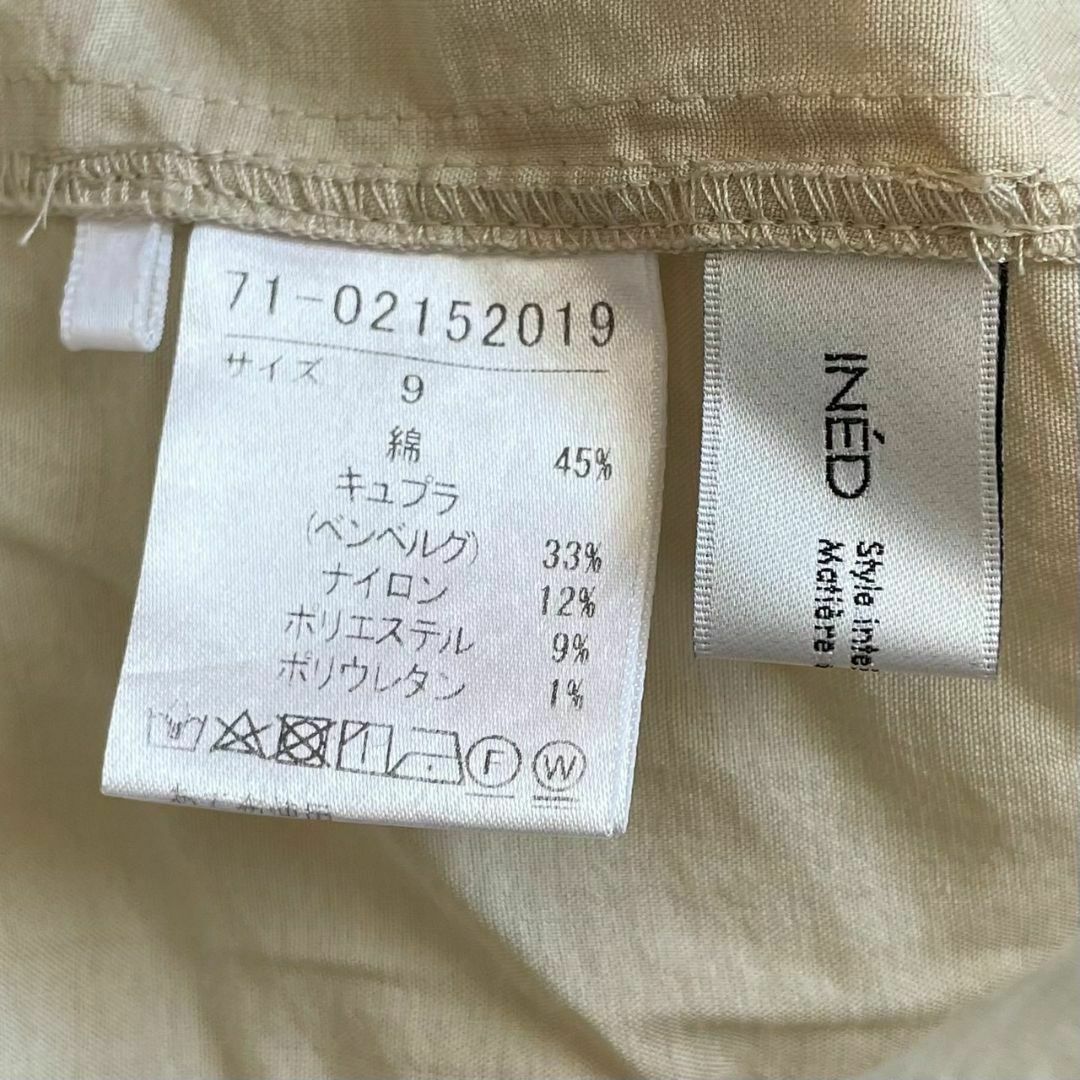 71-02152019
サイズ
9
綿 45%
キュプラ
(ベンベルグ) 33%
ナイロン 12%
ポリエステル 9%
ポリウレタン 1%
F W
INÉD
Style
Matière